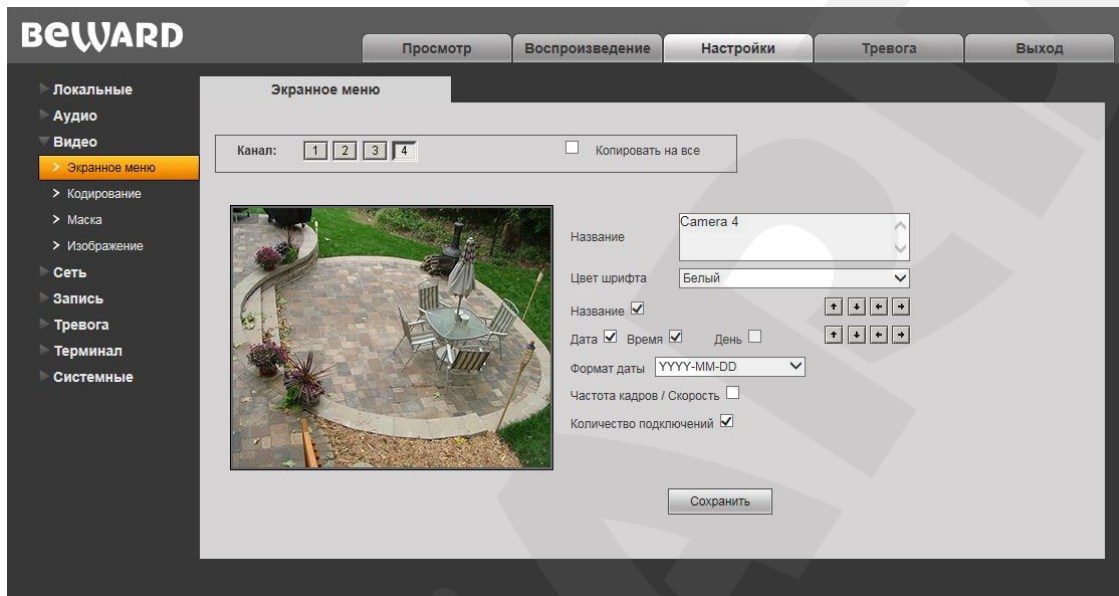 BEWARD
Просмотр
Воспроизведение
Настройки
Тревога
Выход
Локальные
Аудио
Видео
Экранное меню
Кодирование
Маска
Изображение
Сеть
Запись
Тревога
Терминал
Системные
Экранное меню
Канал: 1 2 3 4 Копировать на все
Название Camera 4
Цвет шрифта Белый
Название
Дата Время День
Формат даты YYYY-MM-DD
Частота кадров / Скорость
Количество подключений
Сохранить